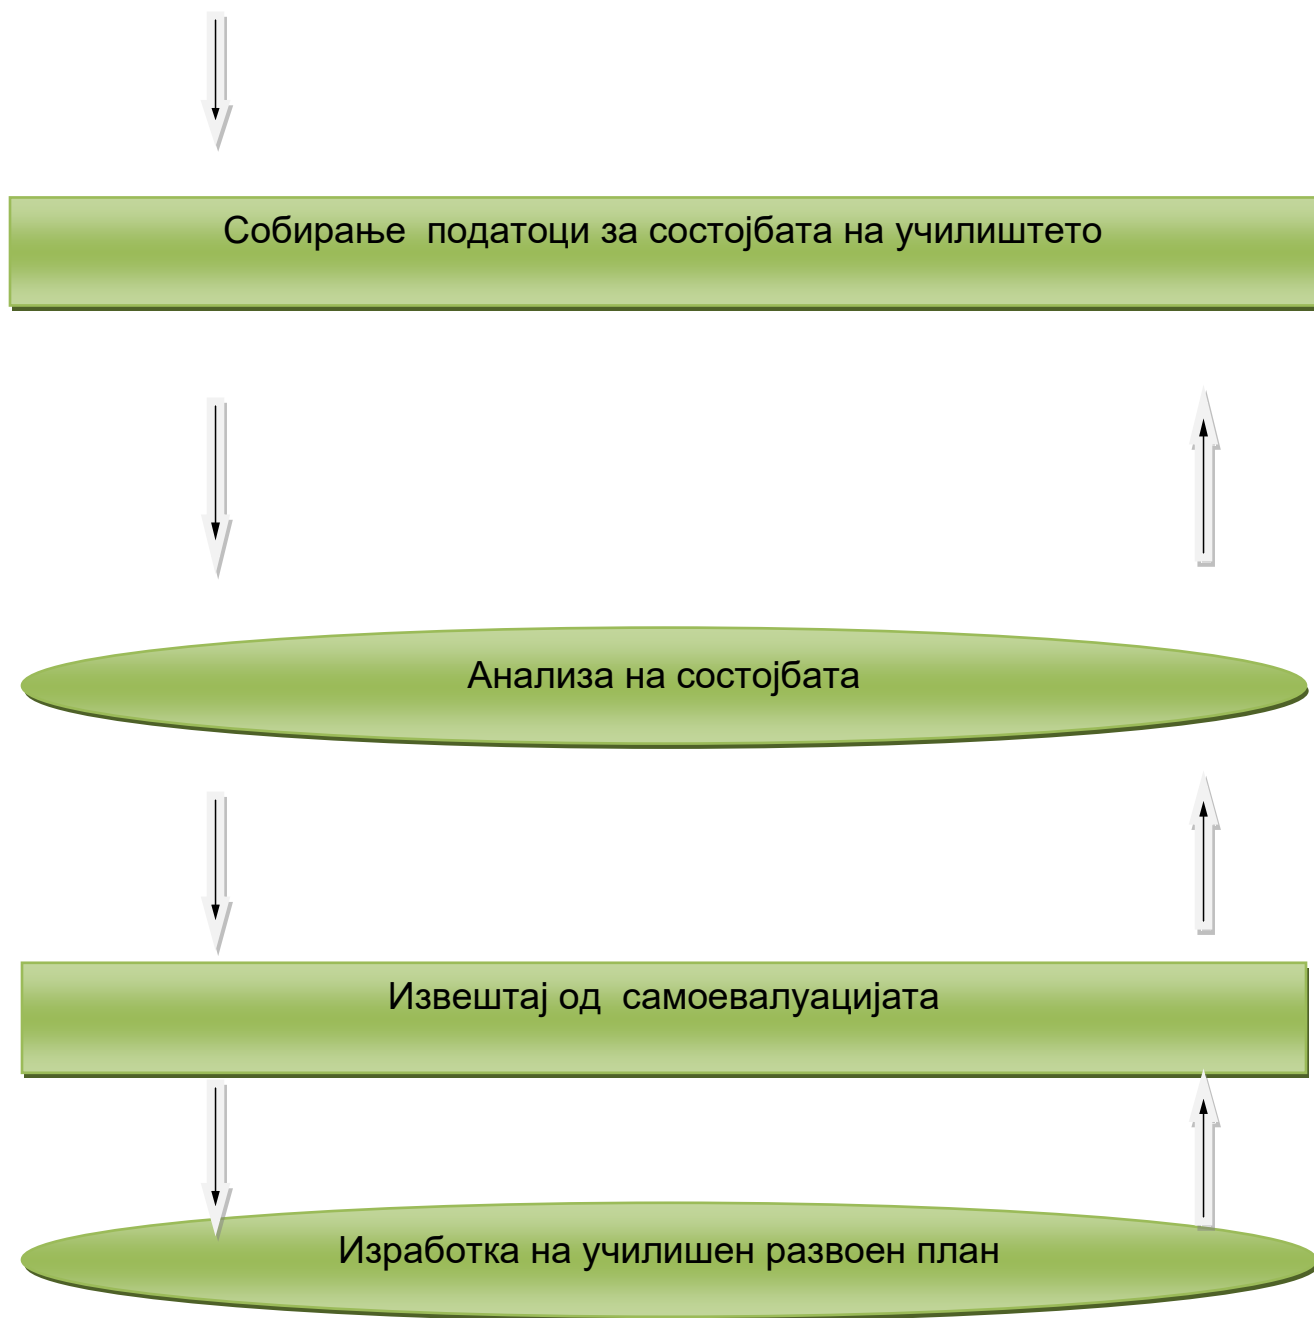 Собирање  податоци за состојбата на училиштето
Анализа на состојбата
Извештај од  самоевалуацијата
Изработка на училишен развоен план